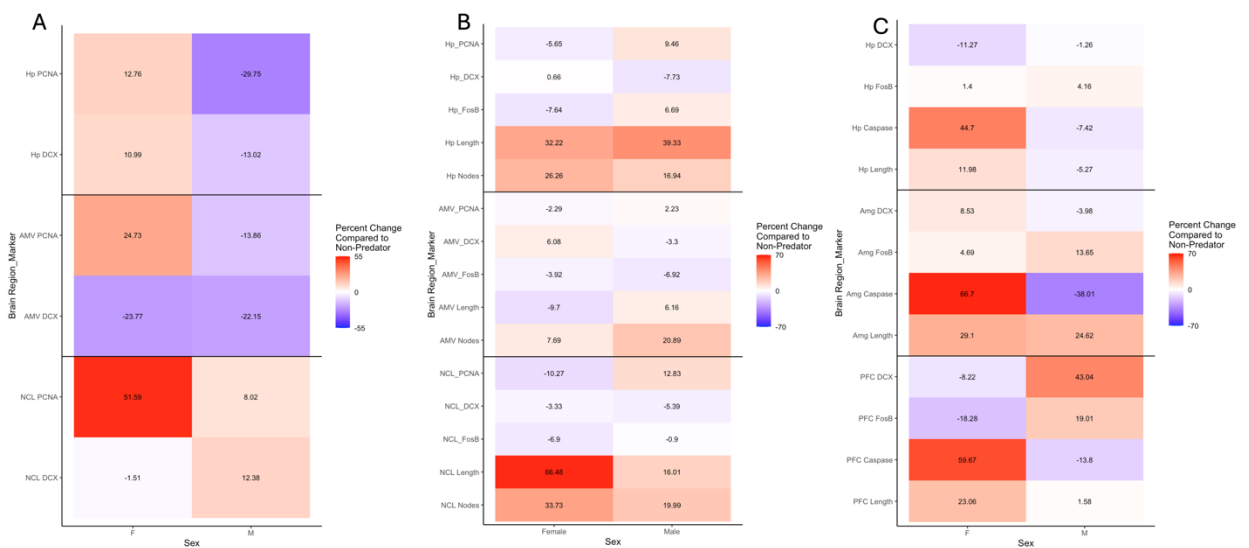 A
Hp PCNA
12.76
-29.75
Hp DCX
10.99
-13.02
AMV PCNA
24.73
-13.86
AMV DCX
-23.77
-22.15
NCL PCNA
51.59
8.02
NCL DCX
-1.51
12.38
F
M
Sex
Brain Region_Marker
Percent Change
Compared to
Non-Predator
55
0
-55
B
Hp_PCNA
-5.65
9.46
Hp_DCX
0.66
-7.73
Hp_FosB
-7.64
6.69
Hp Length
32.22
39.33
Hp Nodes
26.26
16.94
AMV_PCNA
-2.29
2.23
AMV_DCX
6.08
-3.3
AMV_FosB
-3.92
-6.92
AMV Length
-9.7
6.16
AMV Nodes
7.69
20.89
NCL_PCNA
-10.27
12.83
NCL_DCX
-3.33
-5.39
NCL_FosB
-6.9
-0.9
NCL Length
66.48
16.01
NCL Nodes
33.73
19.99
Female
Male
Sex
Brain Region_Marker
Percent Change
Compared to
Non-Predator
70
0
-70
C
Hp DCX
-11.27
-1.26
Hp FosB
1.4
4.16
Hp Caspase
44.7
-7.42
Hp Length
11.98
-5.27
Amg DCX
8.53
-3.98
Amg FosB
4.69
13.65
Amg Caspase
66.7
-38.01
Amg Length
29.1
24.62
PFC DCX
-8.22
43.04
PFC FosB
-18.28
19.01
PFC Caspase
59.67
-13.8
PFC Length
23.06
1.58
F
M
Sex
Brain Region_Marker
Percent Change
Compared to
Non-Predator
70
0
-70